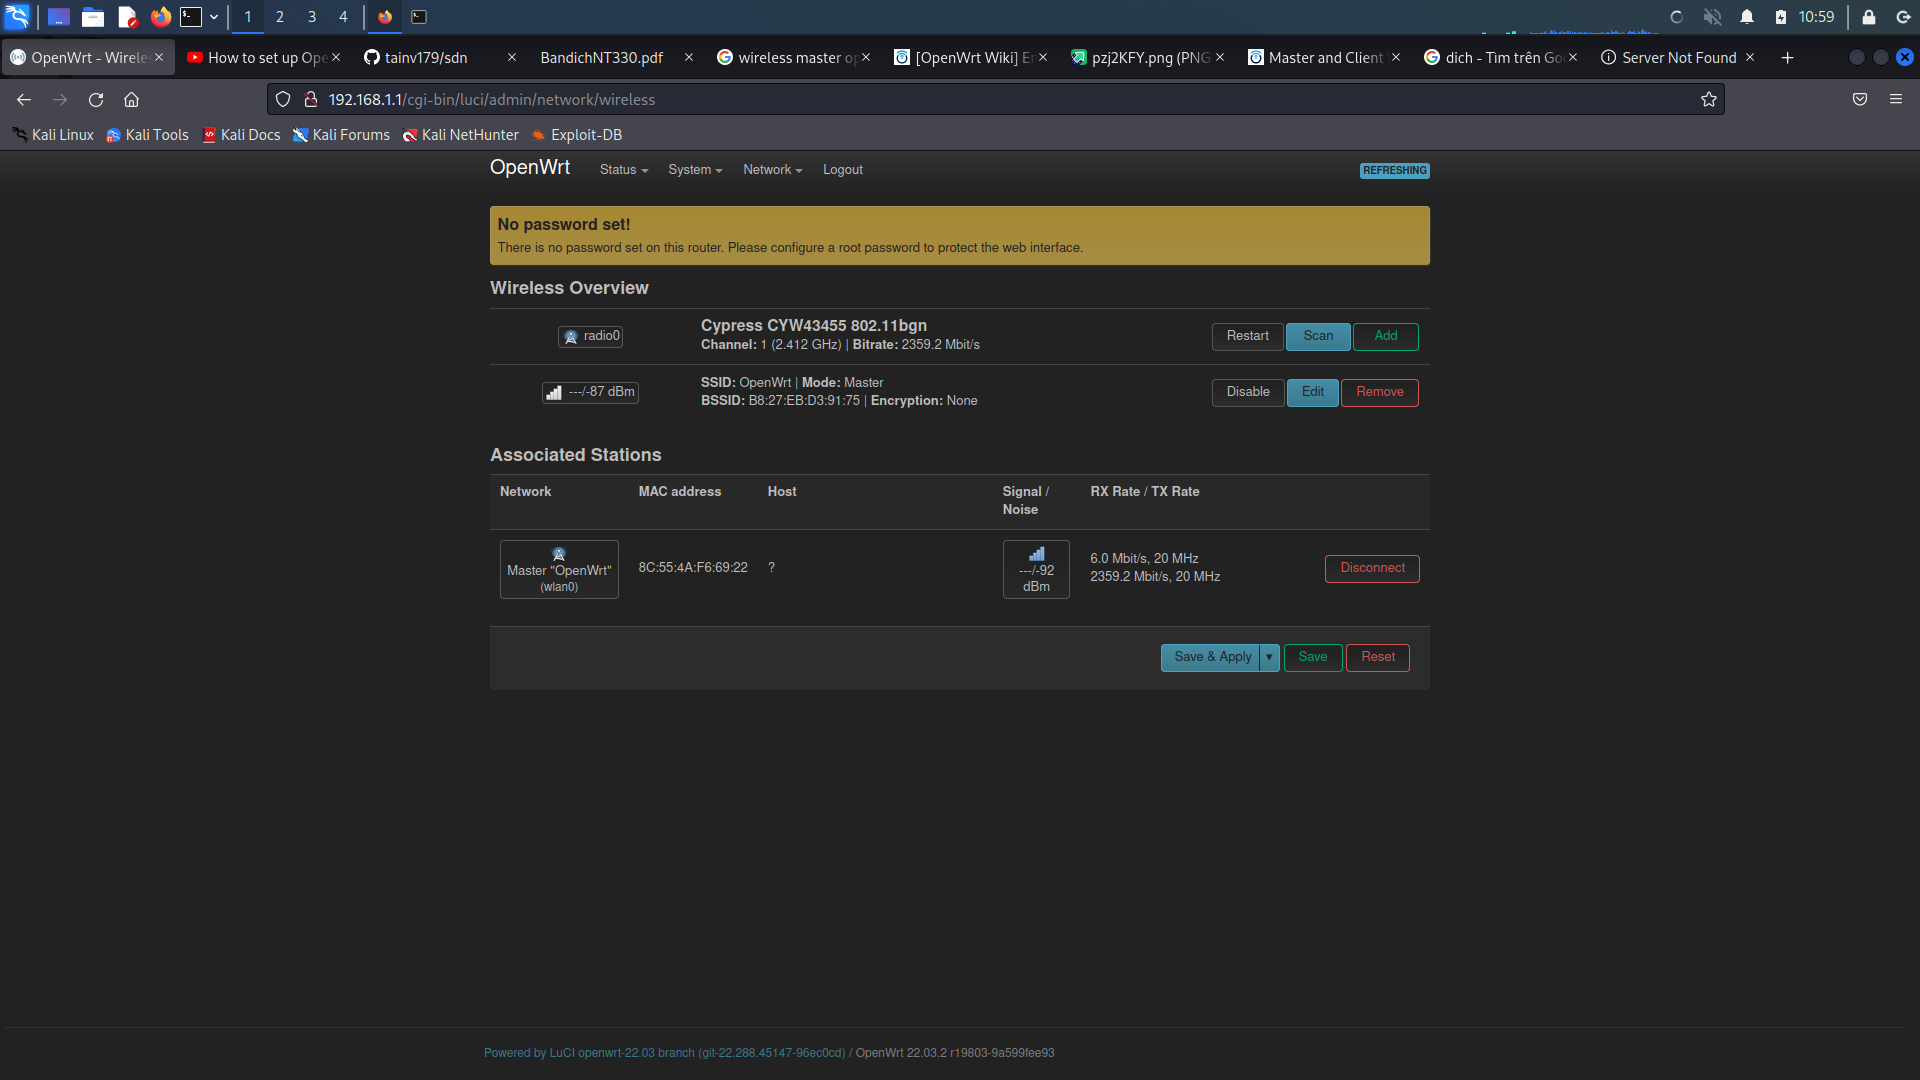 1 2 3 4 10:59
OpenWrt - Wireles How to set up Ope tainv179/sdn BandichNT330.pdf wireless master op [OpenWrt Wiki] En pzj2KFY.png (PNG Master and Client dich - Tìm trên Goo Server Not Found
192.168.1.1/cgi-bin/luci/admin/network/wireless
Kali Linux Kali Tools Kali Docs Kali Forums Kali NetHunter Exploit-DB
OpenWrt Status System Network Logout REFRESHING
No password set!
There is no password set on this router. Please configure a root password to protect the web interface.
Wireless Overview
radio0
Cypress CYW43455 802.11bgn
Channel: 1 (2.412 GHz) | Bitrate: 2359.2 Mbit/s
Restart Scan Add
---/-87 dBm
SSID: OpenWrt | Mode: Master
BSSID: B8:27:EB:D3:91:75 | Encryption: None
Disable Edit Remove
Associated Stations
Network MAC address Host Signal / Noise RX Rate / TX Rate
Master "OpenWrt"
(wlan0)
8C:55:4A:F6:69:22
?
---/-92
dBm
6.0 Mbit/s, 20 MHz
2359.2 Mbit/s, 20 MHz
Disconnect
Save & Apply ▾ Save Reset
Powered by LuCI openwrt-22.03 branch (git-22.288.45147-96ec0cd) / OpenWrt 22.03.2 r19803-9a599fee93